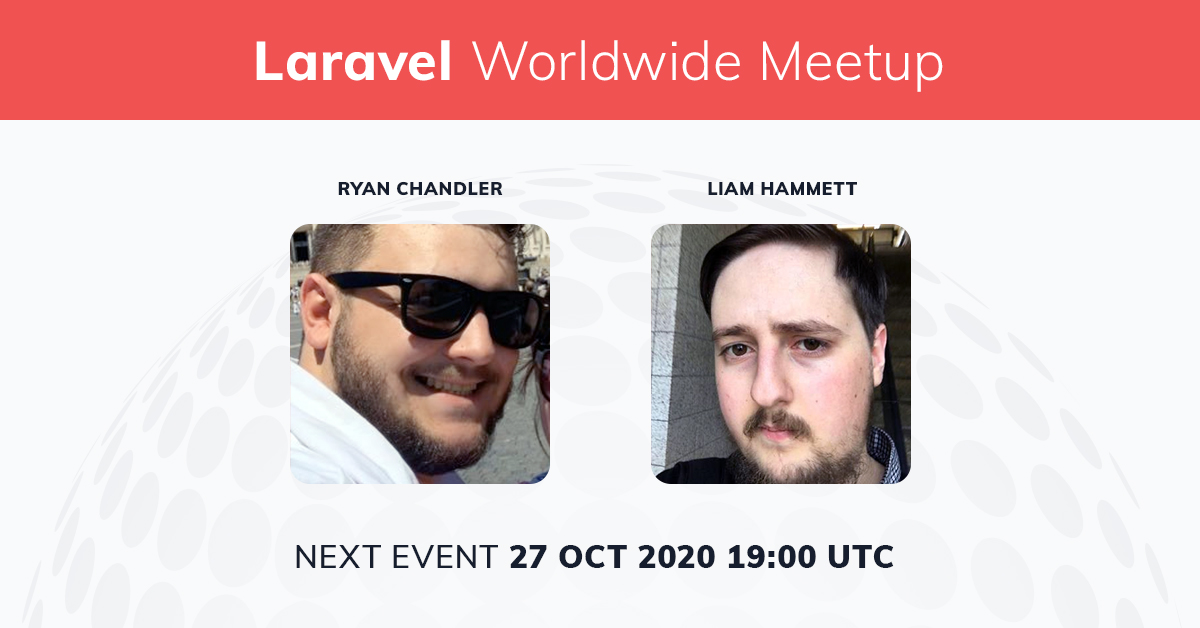 Laravel Worldwide Meetup
RYAN CHANDLER
LIAM HAMMETT
NEXT EVENT 27 OCT 2020 19:00 UTC